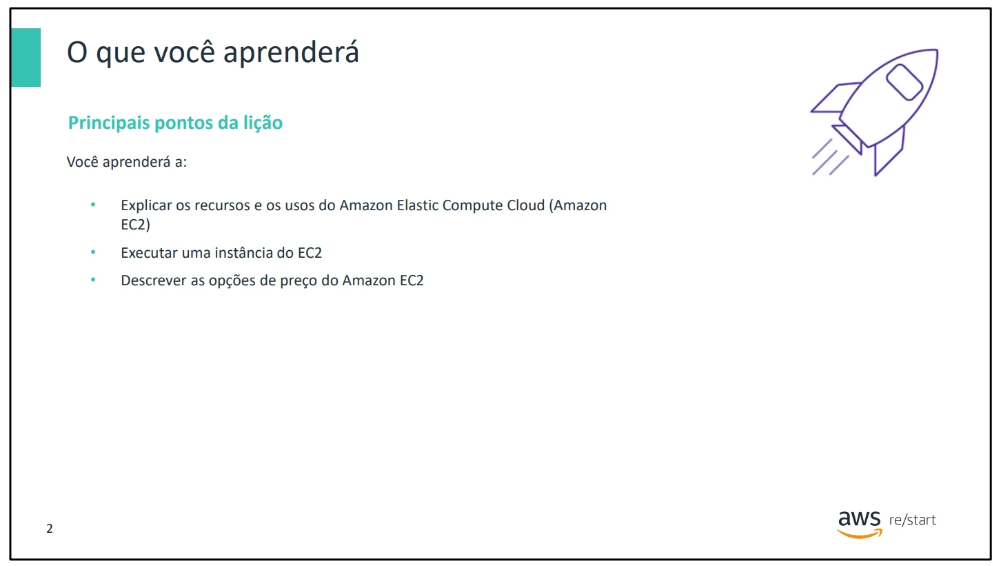 O que você aprenderá
Principais pontos da lição
Você aprenderá a:
• Explicar os recursos e os usos do Amazon Elastic Compute Cloud (Amazon
EC2)
• Executar uma instância do EC2
• Descrever as opções de preço do Amazon EC2
2
aws re/start